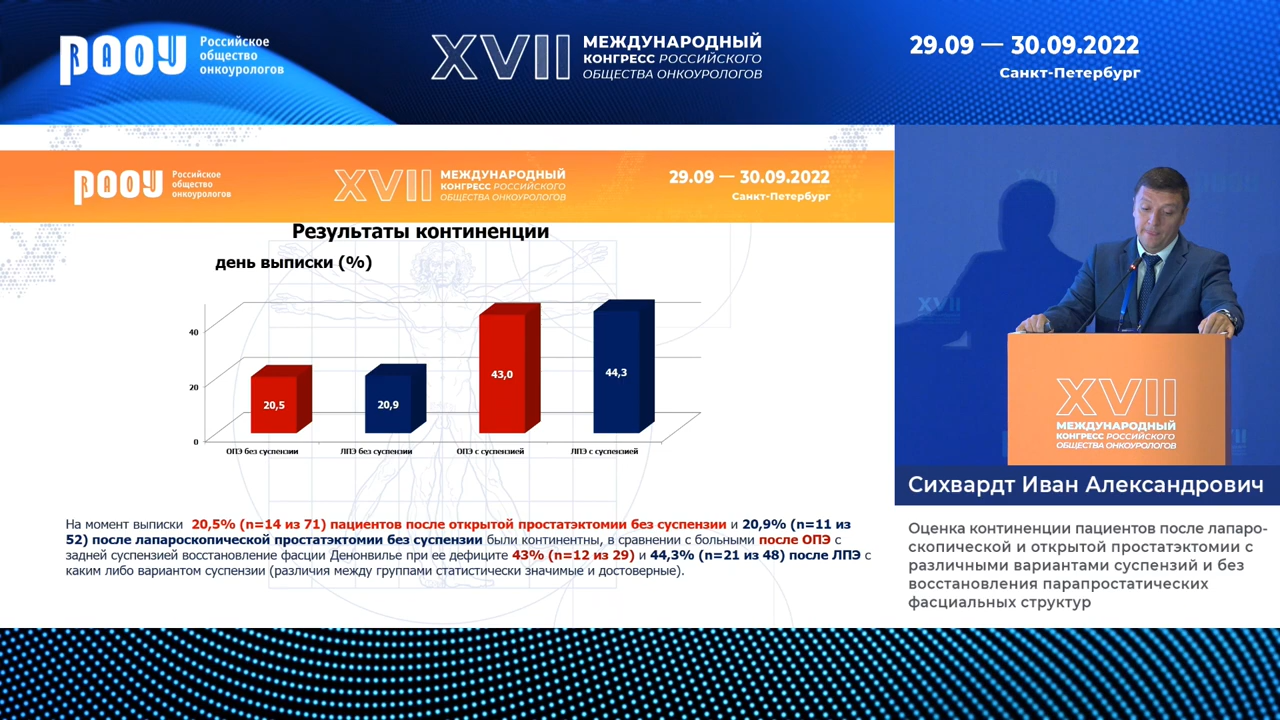 РАОУ
Российское
общество
онкоурологов
XVII
МЕЖДУНАРОДНЫЙ
КОНГРЕСС РОССИЙСКОГО
ОБЩЕСТВА ОНКОУРОЛОГОВ
29.09 — 30.09.2022
Санкт-Петербург
РАОУ
Российское
общество
онкоурологов
XVII
МЕЖДУНАРОДНЫЙ
КОНГРЕСС РОССИЙСКОГО
ОБЩЕСТВА ОНКОУРОЛОГОВ
29.09 — 30.09.2022
Санкт-Петербург
Результаты континенции
день выписки (%)
40
20
0
20,5
20,9
43,0
44,3
ОПЭ без суспензии
ЛПЭ без суспензии
ОПЭ с суспензией
ЛПЭ с суспензией
На момент выписки 20,5% (n=14 из 71) пациентов после открытой простатэктомии без суспензии и 20,9% (n=11 из
52) после лапароскопической простатэктомии без суспензии были континентны, в сравнении с больными после ОПЭ с
задней суспензией восстановление фасции Денонвилье при ее дефиците 43% (n=12 из 29) и 44,3% (n=21 из 48) после ЛПЭ с
каким либо вариантом суспензии (различия между группами статистически значимые и достоверные).
XVII
XVII
XVII
МЕЖДУНАРОДНЫЙ
КОНГРЕСС РОССИЙСКОГО
ОБЩЕСТВА ОНКОУРОЛОГОВ
Сихвардт Иван Александрович
Оценка континенции пациентов после лапаро-
скопической и открытой простатэктомии с
различными вариантами суспензий и без
восстановления парапростатических
фасциальных структур